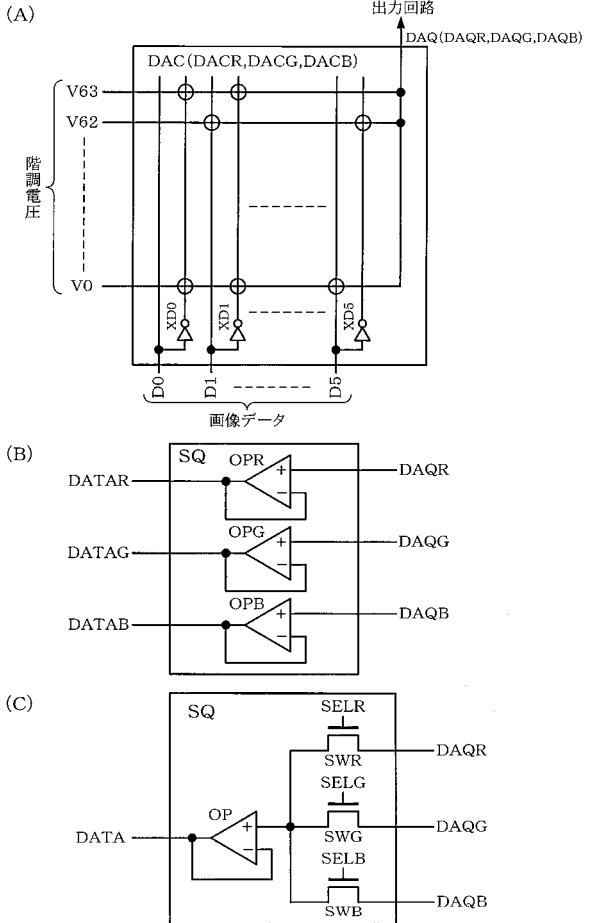 (A)
出力回路
DAQ(DAQR,DAQG,DAQB)
DAC(DACR,DACG,DACB)
V63
V62
階調電圧
V0
XD0
XD1
XD5
D0
D1
D5
画像データ
(B)
SQ
OPR
DATAR
DAQR
+
−
OPG
DATAG
DAQG
+
−
OPB
DATAB
DAQB
+
−
(C)
SQ
SELR
SWR
DAQR
SELG
OP
DATA
+
−
SWG
DAQG
SELB
SWB
DAQB